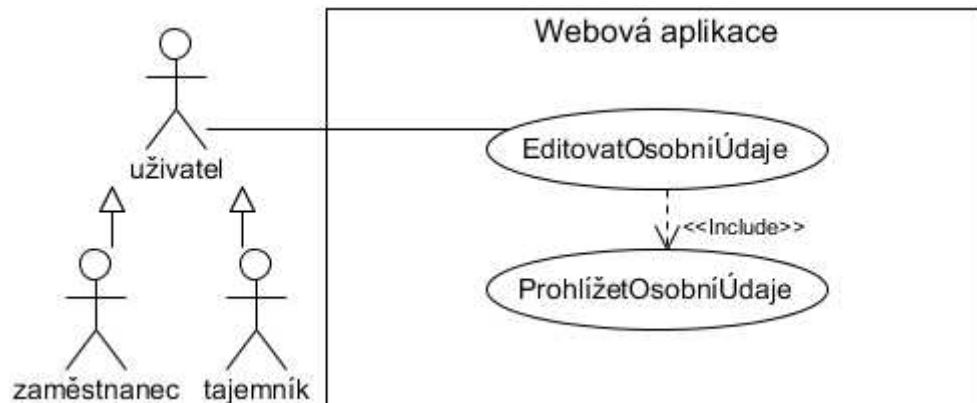 Webová aplikace
uživatel
EditovatOsobníÚdaje
<<Include>>
ProhlížetOsobníÚdaje
zaměstnanec
tajemník